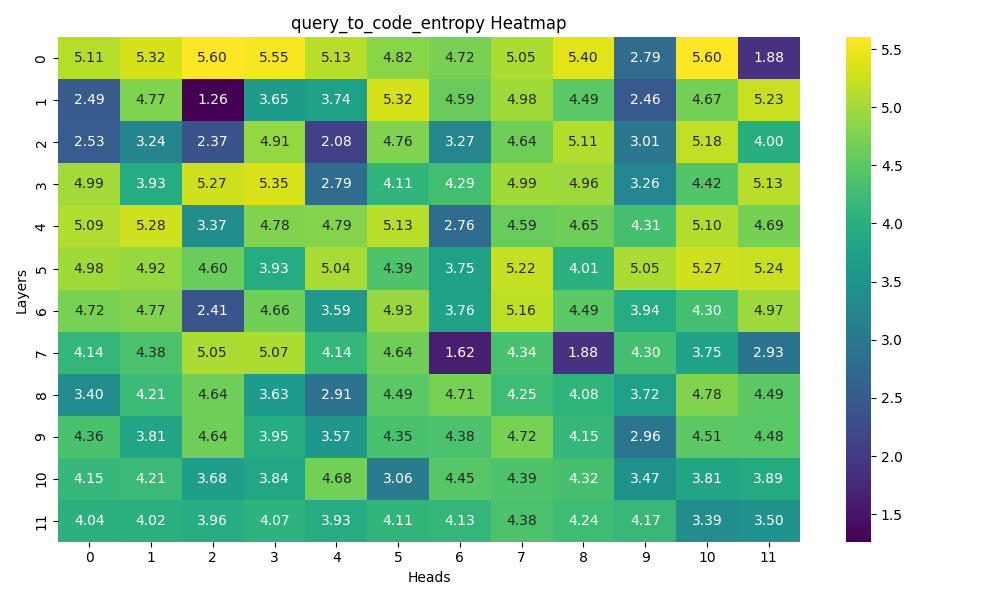 query_to_code_entropy Heatmap
0 5.11 5.32 5.60 5.55 5.13 4.82 4.72 5.05 5.40 2.79 5.60 1.88
1 2.49 4.77 1.26 3.65 3.74 5.32 4.59 4.98 4.49 2.46 4.67 5.23
2 2.53 3.24 2.37 4.91 2.08 4.76 3.27 4.64 5.11 3.01 5.18 4.00
3 4.99 3.93 5.27 5.35 2.79 4.11 4.29 4.99 4.96 3.26 4.42 5.13
4 5.09 5.28 3.37 4.78 4.79 5.13 2.76 4.59 4.65 4.31 5.10 4.69
5 4.98 4.92 4.60 3.93 5.04 4.39 3.75 5.22 4.01 5.05 5.27 5.24
6 4.72 4.77 2.41 4.66 3.59 4.93 3.76 5.16 4.49 3.94 4.30 4.97
7 4.14 4.38 5.05 5.07 4.14 4.64 1.62 4.34 1.88 4.30 3.75 2.93
8 3.40 4.21 4.64 3.63 2.91 4.49 4.71 4.25 4.08 3.72 4.78 4.49
9 4.36 3.81 4.64 3.95 3.57 4.35 4.38 4.72 4.15 2.96 4.51 4.48
10 4.15 4.21 3.68 3.84 4.68 3.06 4.45 4.39 4.32 3.47 3.81 3.89
11 4.04 4.02 3.96 4.07 3.93 4.11 4.13 4.38 4.24 4.17 3.39 3.50
0 1 2 3 4 5 6 7 8 9 10 11
Heads
Layers
5.5
5.0
4.5
4.0
3.5
3.0
2.5
2.0
1.5